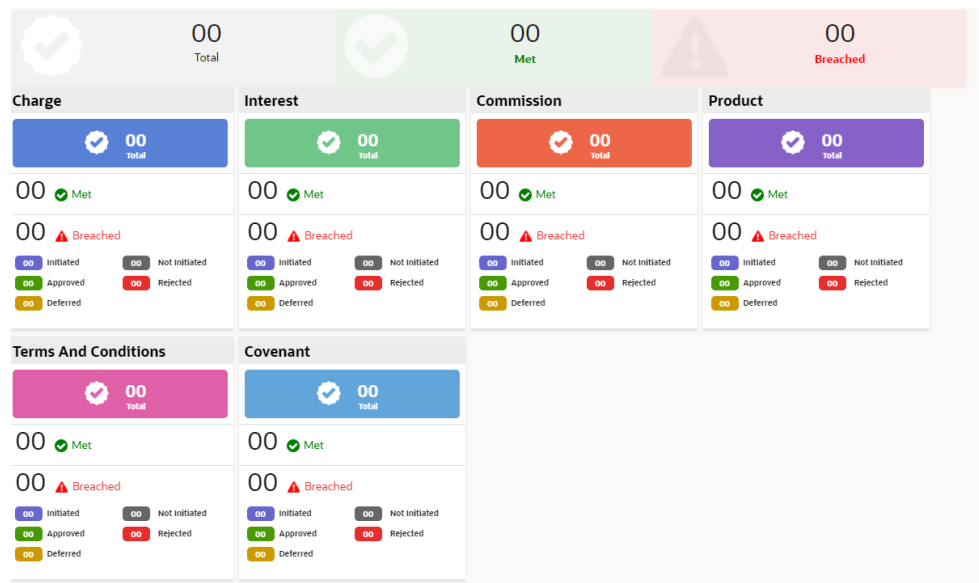 00
Total
00
Met
00
Breached
Charge
00
Total
00 Met
00 Breached
00 Initiated 00 Not Initiated
00 Approved 00 Rejected
00 Deferred
Interest
00
Total
00 Met
00 Breached
00 Initiated 00 Not Initiated
00 Approved 00 Rejected
00 Deferred
Commission
00
Total
00 Met
00 Breached
00 Initiated 00 Not Initiated
00 Approved 00 Rejected
00 Deferred
Product
00
Total
00 Met
00 Breached
00 Initiated 00 Not Initiated
00 Approved 00 Rejected
00 Deferred
Terms And Conditions
00
Total
00 Met
00 Breached
00 Initiated 00 Not Initiated
00 Approved 00 Rejected
00 Deferred
Covenant
00
Total
00 Met
00 Breached
00 Initiated 00 Not Initiated
00 Approved 00 Rejected
00 Deferred